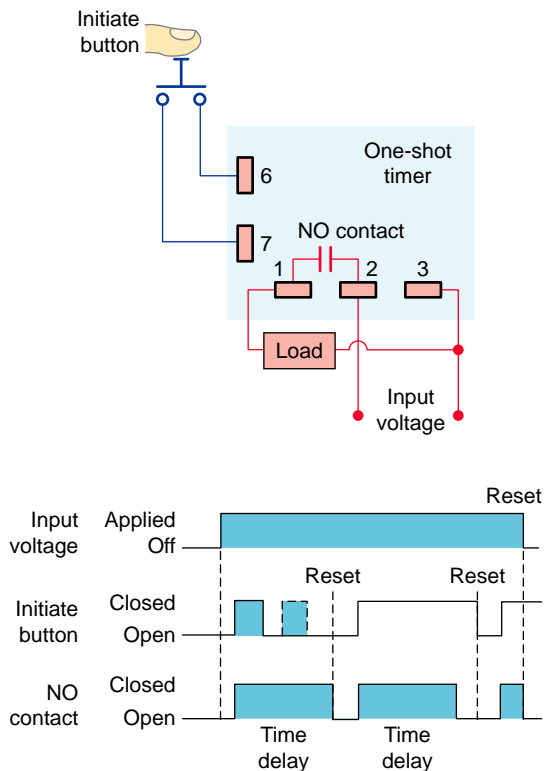 Initiate
button
One-shot
timer
6
7
NO contact
1
2
3
Load
Input
voltage
Reset
Input
voltage
Applied
Off
Reset
Reset
Initiate
button
Closed
Open
NO
contact
Closed
Open
Time
delay
Time
delay